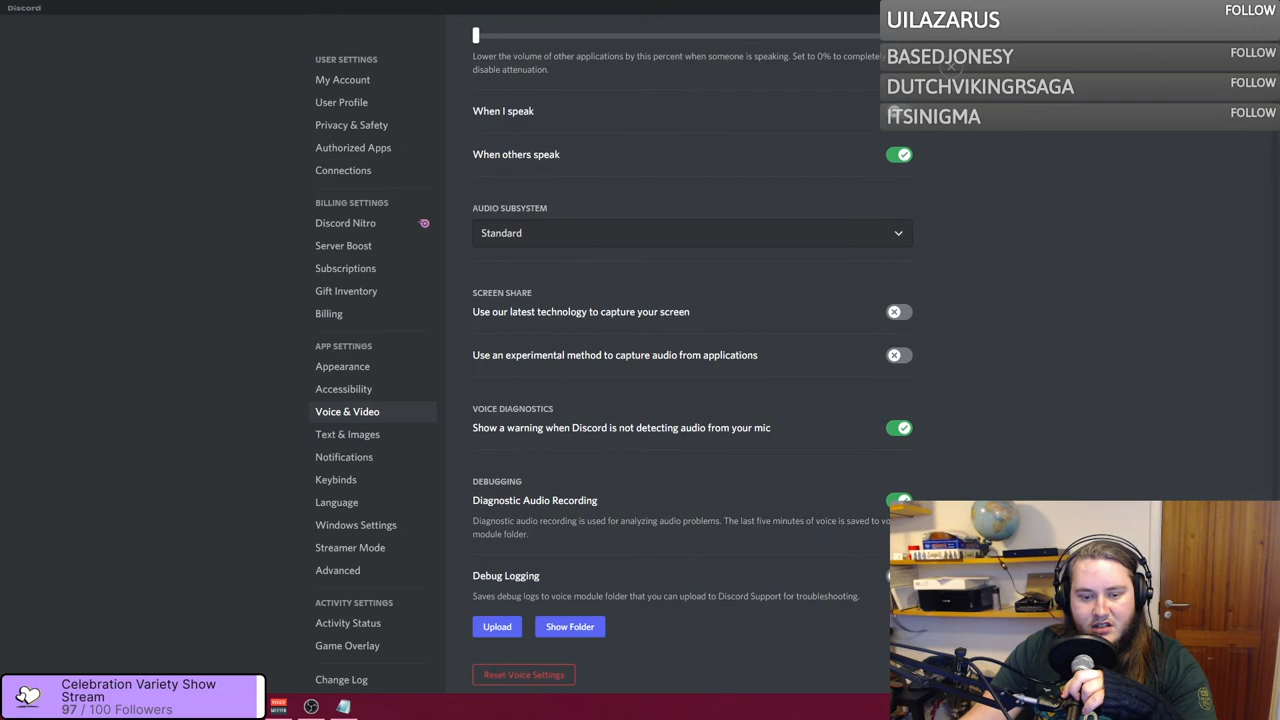 Discord
USER SETTINGS
My Account
User Profile
Privacy & Safety
Authorized Apps
Connections
BILLING SETTINGS
Discord Nitro
Server Boost
Subscriptions
Gift Inventory
Billing
APP SETTINGS
Appearance
Accessibility
Voice & Video
Text & Images
Notifications
Keybinds
Language
Windows Settings
Streamer Mode
Advanced
ACTIVITY SETTINGS
Activity Status
Game Overlay
Change Log
Lower the volume of other applications by this percent when someone is speaking. Set to 0% to completely
disable attenuation.
When I speak
When others speak
AUDIO SUBSYSTEM
Standard
SCREEN SHARE
Use our latest technology to capture your screen
Use an experimental method to capture audio from applications
VOICE DIAGNOSTICS
Show a warning when Discord is not detecting audio from your mic
DEBUGGING
Diagnostic Audio Recording
Diagnostic audio recording is used for analyzing audio problems. The last five minutes of voice is saved to
module folder.
Debug Logging
Saves debug logs to voice module folder that you can upload to Discord Support for troubleshooting.
Upload
Show Folder
Reset Voice Settings
UILAZARUS FOLLOW
BASEDJONESY FOLLOW
DUTCHVIKINGRSAGA FOLLOW
ITSINIGMA FOLLOW
Celebration Variety Show
Stream
97 / 100 Followers